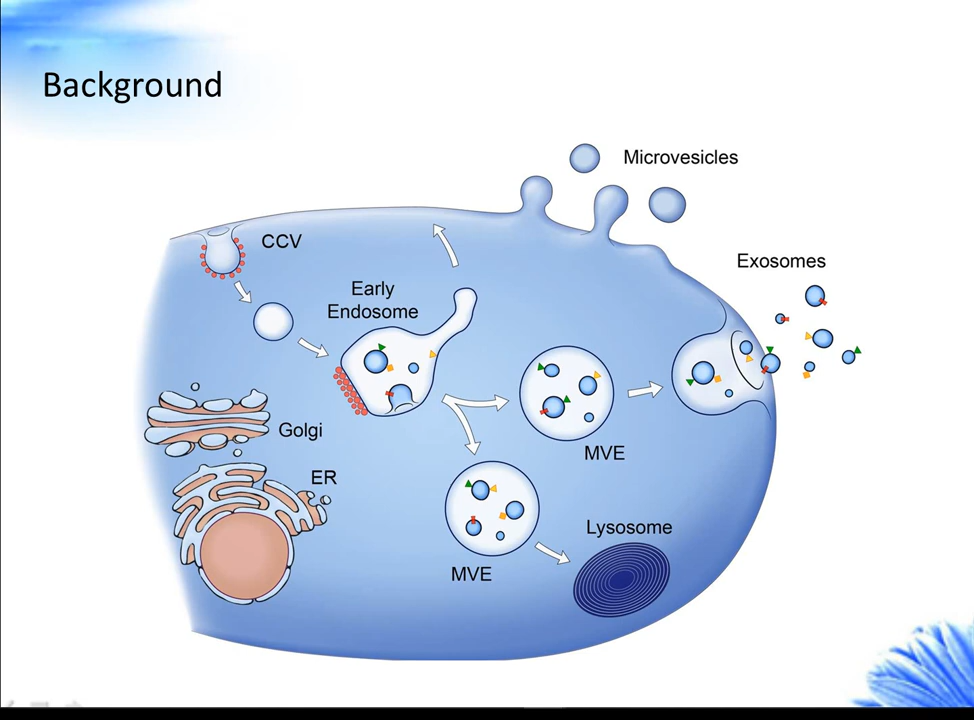 Background
Microvesicles
CCV
Exosomes
Early
Endosome
Golgi
MVE
ER
Lysosome
MVE